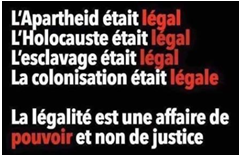 L'Apartheid était légal
L'Holocauste était légal
L'esclavage était légal
La colonisation était légale
La légalité est une affaire de
pouvoir et non de justice